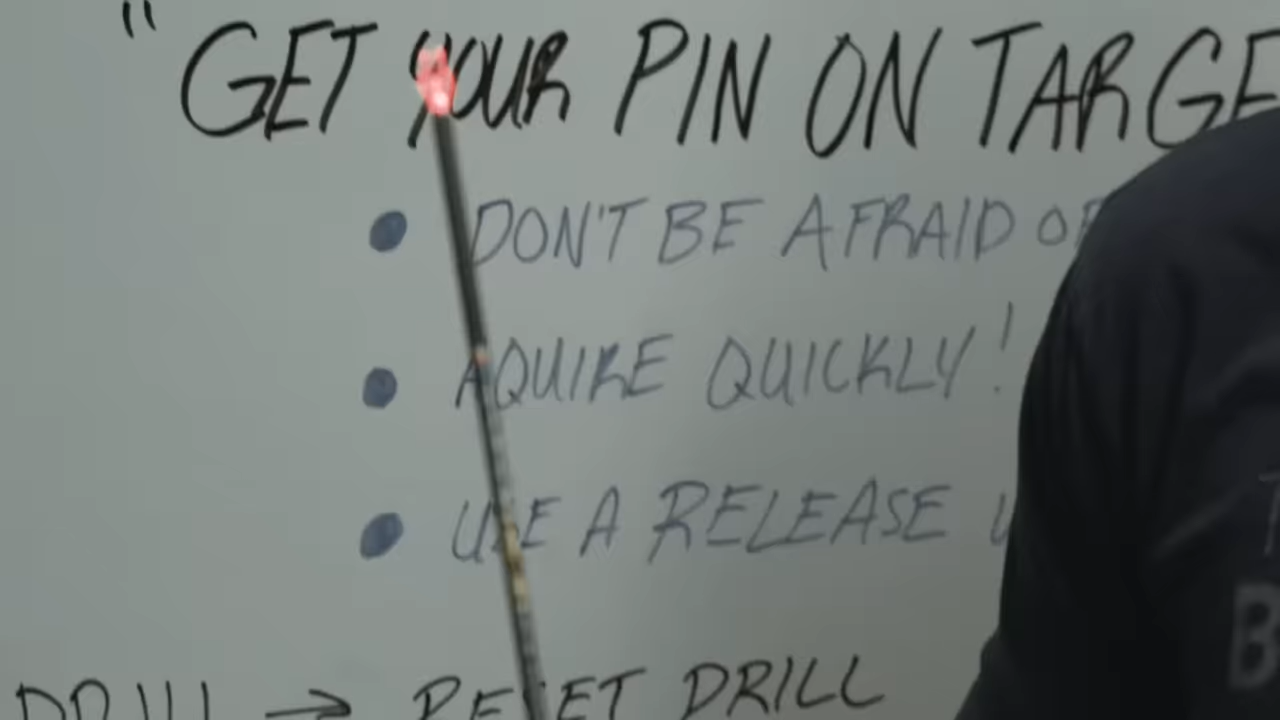 "GET YOUR PIN ON TARGE
DON'T BE AFRAID OF
AQUIRE QUICKLY!
USE A RELEASE
DRILL → RESET DRILL
B